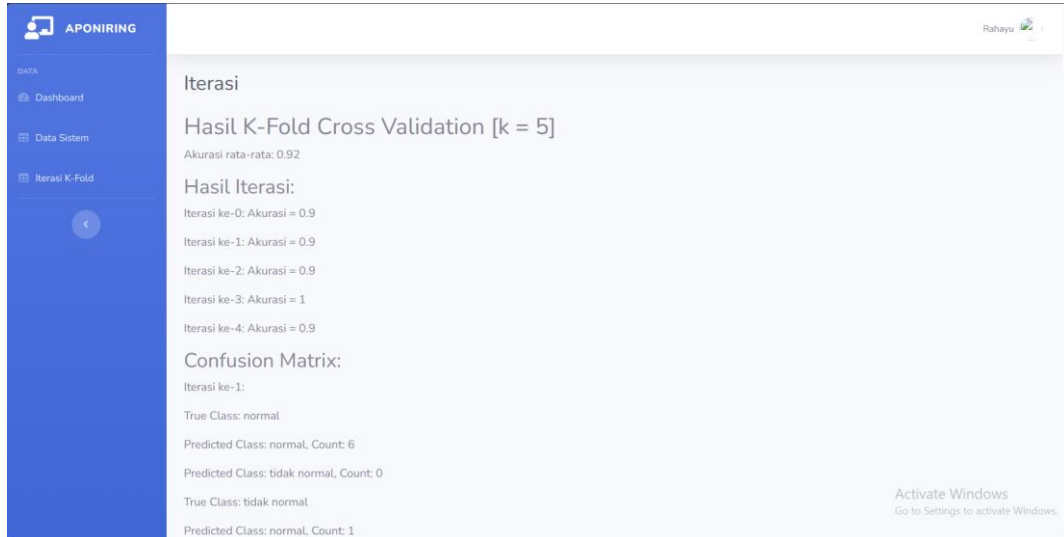 APONIRING
Rahayu
DATA
Dashboard
Data Sistem
Iterasi K-Fold
Iterasi
Hasil K-Fold Cross Validation [k = 5]
Akurasi rata-rata: 0.92
Hasil Iterasi:
Iterasi ke-0: Akurasi = 0.9
Iterasi ke-1: Akurasi = 0.9
Iterasi ke-2: Akurasi = 0.9
Iterasi ke-3: Akurasi = 1
Iterasi ke-4: Akurasi = 0.9
Confusion Matrix:
Iterasi ke-1:
True Class: normal
Predicted Class: normal, Count: 6
Predicted Class: tidak normal, Count: 0
True Class: tidak normal
Predicted Class: normal, Count: 1
Activate Windows
Go to Settings to activate Windows.